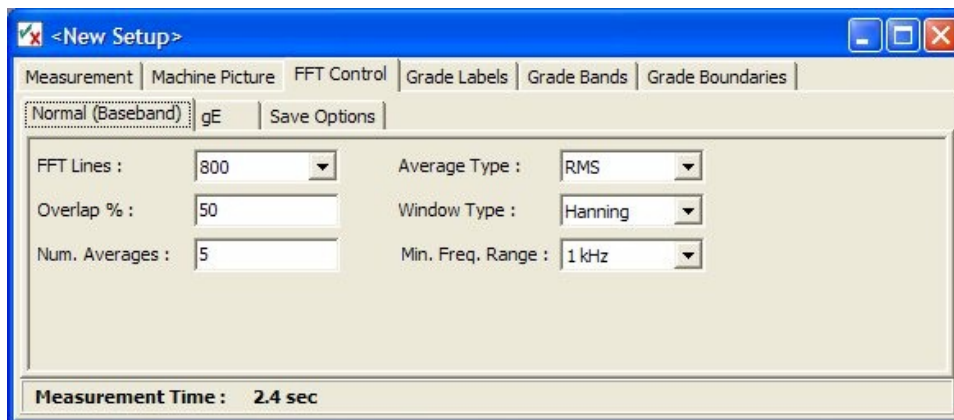 <New Setup>
Measurement Machine Picture FFT Control Grade Labels Grade Bands Grade Boundaries
Normal (Baseband) gE Save Options
FFT Lines : 800 Average Type : RMS
Overlap % : 50 Window Type : Hanning
Num. Averages : 5 Min. Freq. Range : 1 kHz
Measurement Time : 2.4 sec